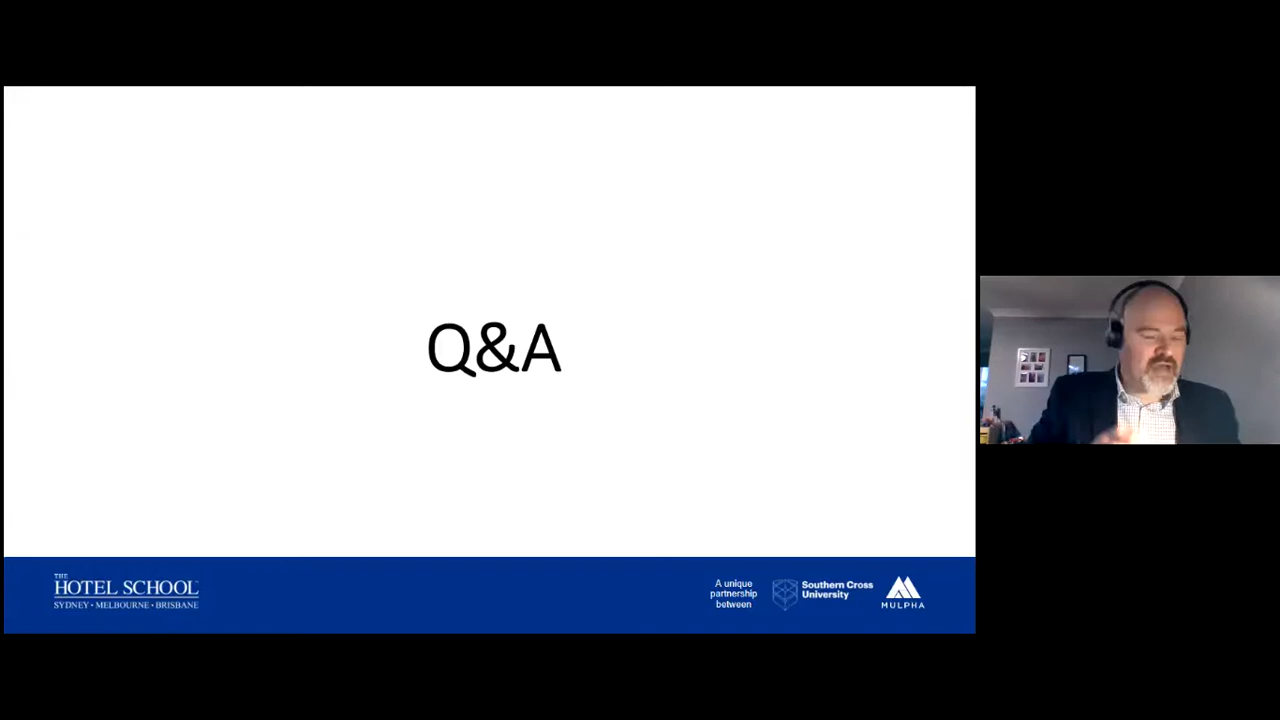 Q&A
THE
HOTEL SCHOOL
SYDNEY • MELBOURNE • BRISBANE
A unique
partnership
between
Southern Cross
University
MULPHA